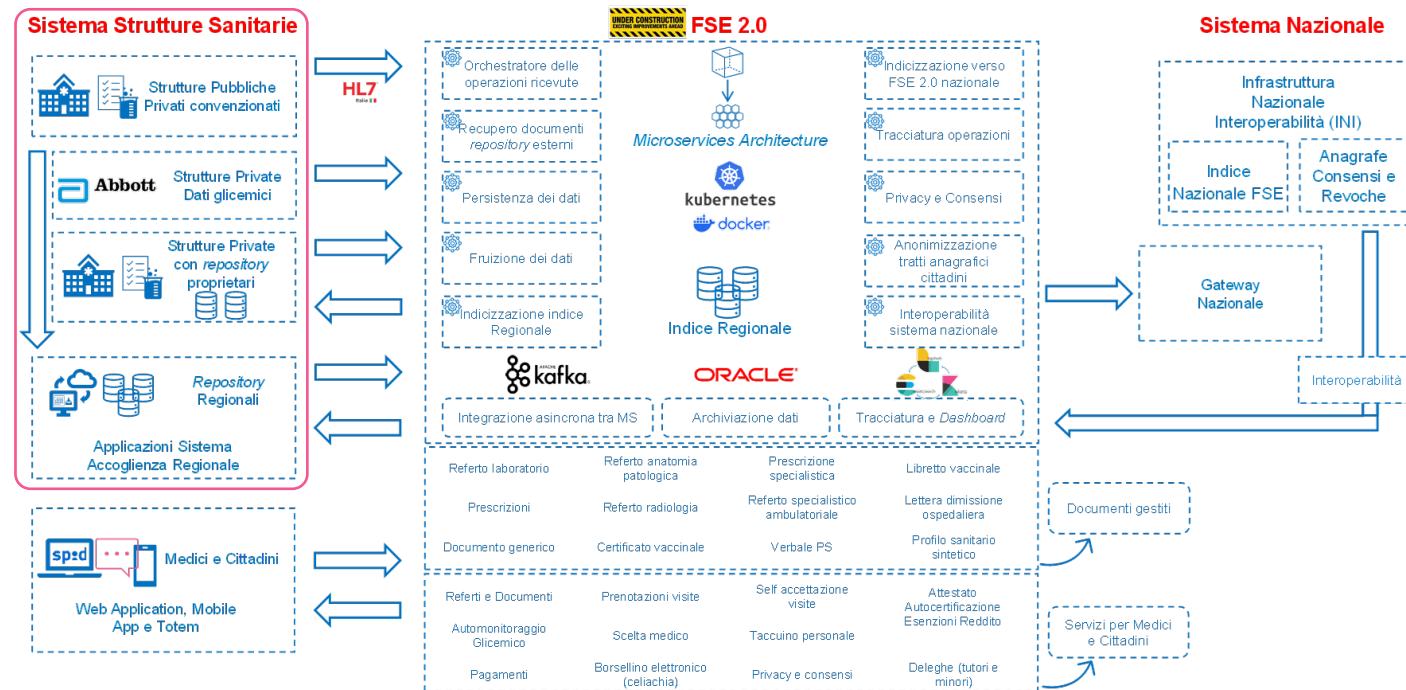 Sistema Strutture Sanitarie
Strutture Pubbliche
Privati convenzionati
Abbott
Strutture Private
Dati glicemici
Strutture Private
con repository
proprietari
Repository
Regionali
Applicazioni Sistema
Accoglienza Regionale
spid
Medici e Cittadini
Web Application, Mobile
App e Totem
HL7
Italia
UNDER CONSTRUCTION
EXCITING IMPROVEMENTS AHEAD
FSE 2.0
Orchestratore delle
operazioni ricevute
Recupero documenti
repository esterni
Persistenza dei dati
Fruizione dei dati
Indicizzazione indice
Regionale
Microservices Architecture
kubernetes
docker
Indice Regionale
Indicizzazione verso
FSE 2.0 nazionale
Tracciatura operazioni
Privacy e Consensi
Anonimizzazione
tratti anagrafici
cittadini
Interoperabilità
sistema nazionale
APACHE
kafka
ORACLE
Integrazione asincrona tra MS
Archiviazione dati
Tracciatura e Dashboard
Referto laboratorio
Referto anatomia
patologica
Prescrizione
specialistica
Libretto vaccinale
Prescrizioni
Referto radiologia
Referto specialistico
ambulatoriale
Lettera dimissione
ospedaliera
Documento generico
Certificato vaccinale
Verbale PS
Profilo sanitario
sintetico
Documenti gestiti
Referti e Documenti
Prenotazioni visite
Self accettazione
visite
Attestato
Autocertificazione
Esenzioni Reddito
Automonitoraggio
Glicemico
Scelta medico
Taccuino personale
Pagamenti
Borsellino elettronico
(celiachia)
Privacy e consensi
Deleghe (tutori e
minori)
Servizi per Medici
e Cittadini
Sistema Nazionale
Infrastruttura
Nazionale
Interoperabilità (INI)
Indice
Nazionale FSE
Anagrafe
Consensi e
Revoche
Gateway
Nazionale
Interoperabilità